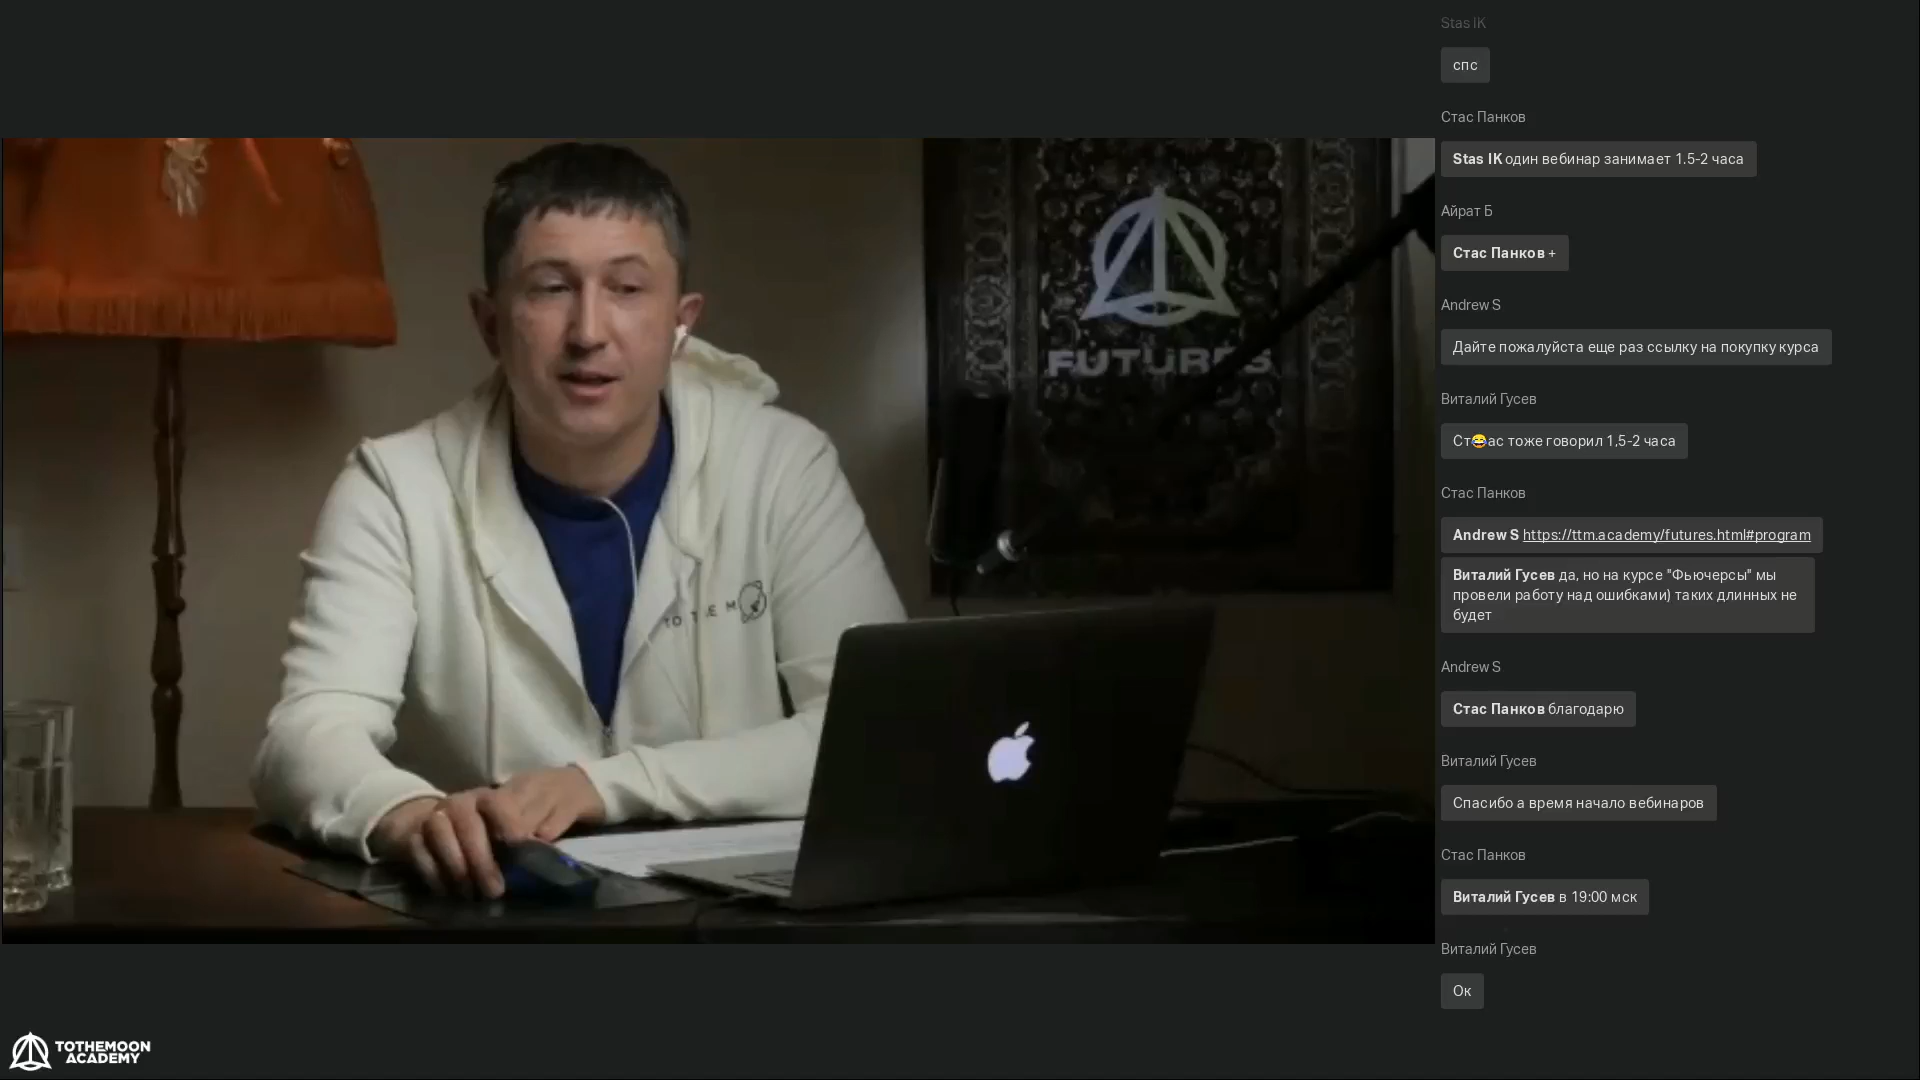 FUTURES
TO THE M
TOTHEMOON
ACADEMY
Stas IK
спс
Стас Панков
Stas IK один вебинар занимает 1.5-2 часа
Айрат Б
Стас Панков +
Andrew S
Дайте пожалуйста еще раз ссылку на покупку курса
Виталий Гусев
Ст😂ас тоже говорил 1,5-2 часа
Стас Панков
Andrew S https://ttm.academy/futures.html#program
Виталий Гусев да, но на курсе "Фьючерсы" мы
провели работу над ошибками) таких длинных не
будет
Andrew S
Стас Панков благодарю
Виталий Гусев
Спасибо а время начало вебинаров
Стас Панков
Виталий Гусев в 19:00 мск
Виталий Гусев
Ок